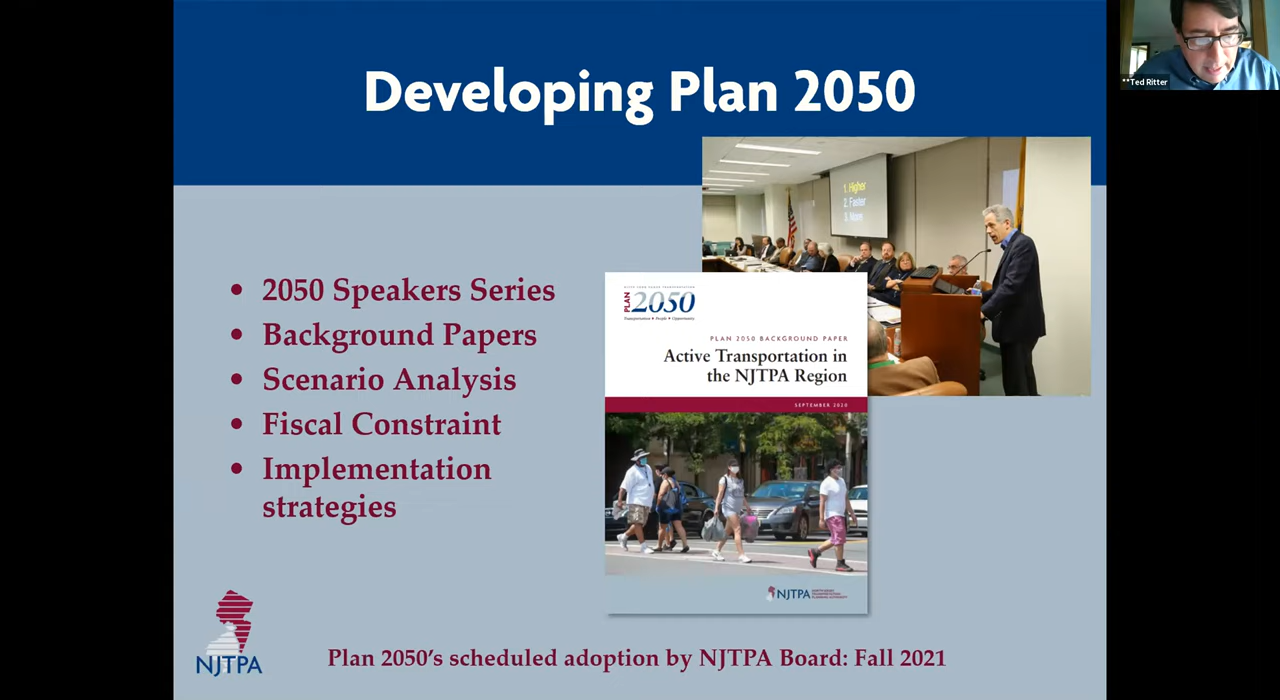 Developing Plan 2050
**Ted Ritter
1. Higher
2. Faster
3. More
• 2050 Speakers Series
• Background Papers
• Scenario Analysis
• Fiscal Constraint
• Implementation
strategies
PLAN
2050
Transportation • People • Opportunity
PLAN 2050 BACKGROUND PAPER
Active Transportation in
the NJTPA Region
SEPTEMBER 2020
NJTPA
NJTPA
Plan 2050's scheduled adoption by NJTPA Board: Fall 2021